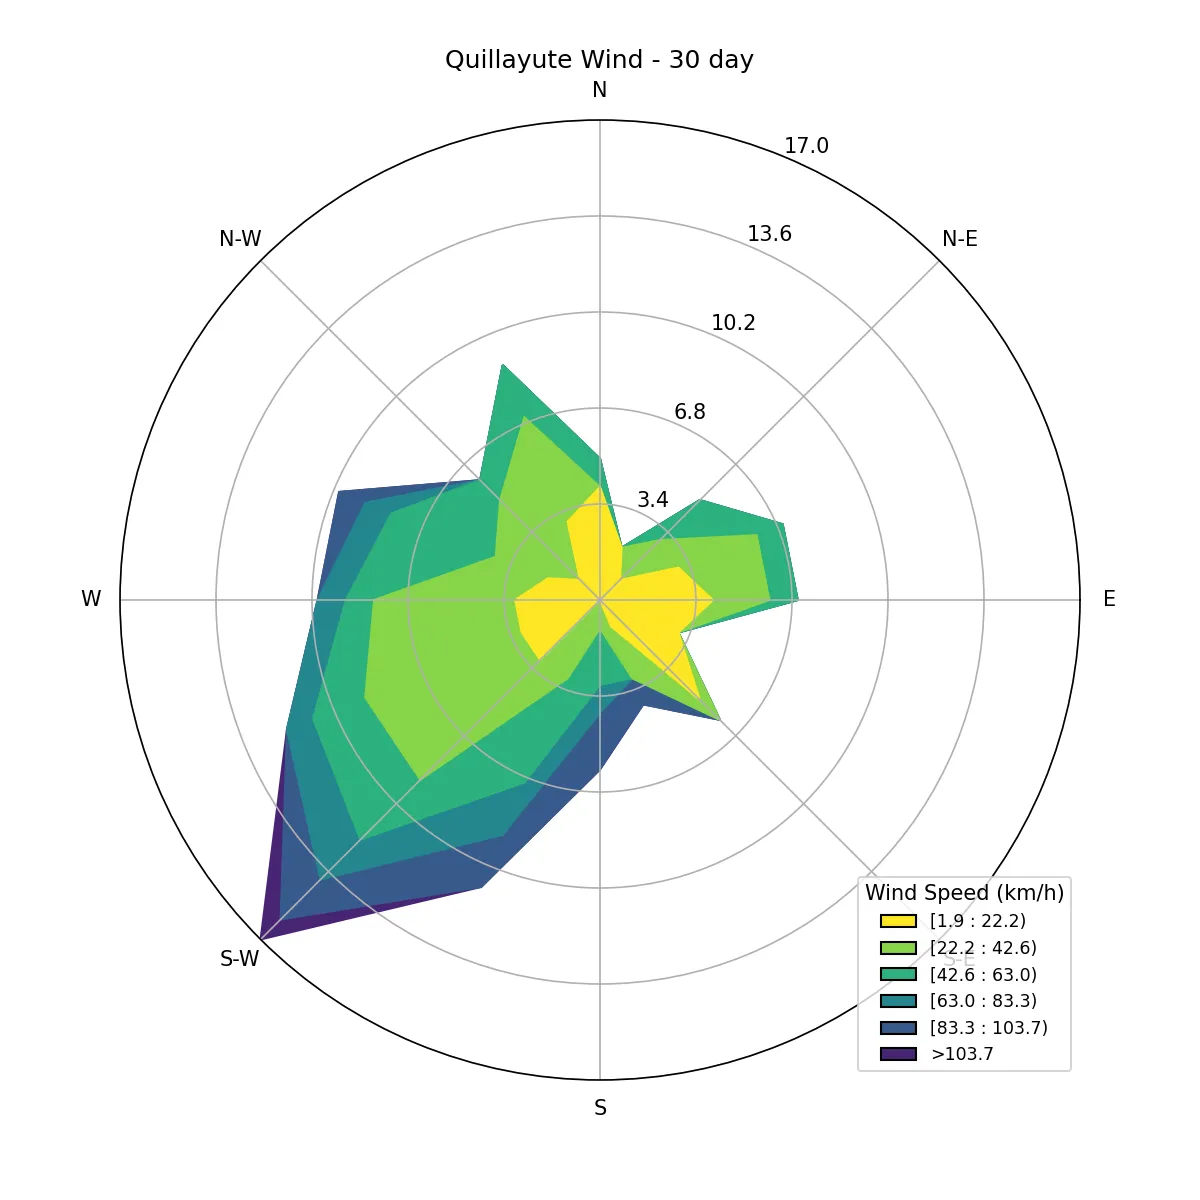 Quillayute Wind - 30 day
N
17.0
13.6
N-W
N-E
10.2
6.8
3.4
W
E
S-W
S-E
Wind Speed (km/h)
[1.9 : 22.2)
[22.2 : 42.6)
[42.6 : 63.0)
[63.0 : 83.3)
[83.3 : 103.7)
>103.7
S